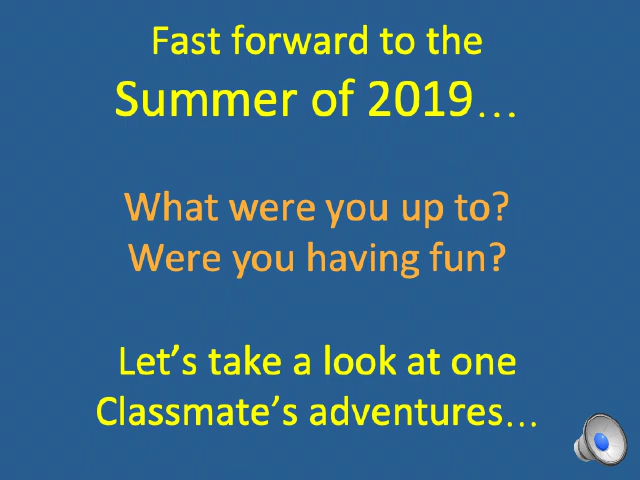 Fast forward to the
Summer of 2019...
What were you up to?
Were you having fun?
Let's take a look at one
Classmate's adventures...